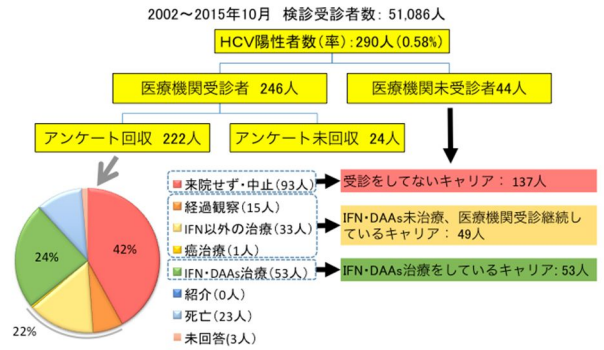 2002～2015年10月 検診受診者数: 51,086人
HCV陽性者数(率):290人(0.58%)
医療機関受診者 246人
医療機関未受診者44人
アンケート回収 222人
アンケート未回収 24人
来院せず・中止(93人)
経過観察(15人)
IFN以外の治療(33人)
癌治療(1人)
IFN・DAAs治療(53人)
紹介(0人)
死亡(23人)
未回答(3人)
受診をしてないキャリア: 137人
IFN・DAAs未治療、医療機関受診継続し
ているキャリア: 49人
IFN・DAAs治療をしているキャリア:53人
42%
24%
22%